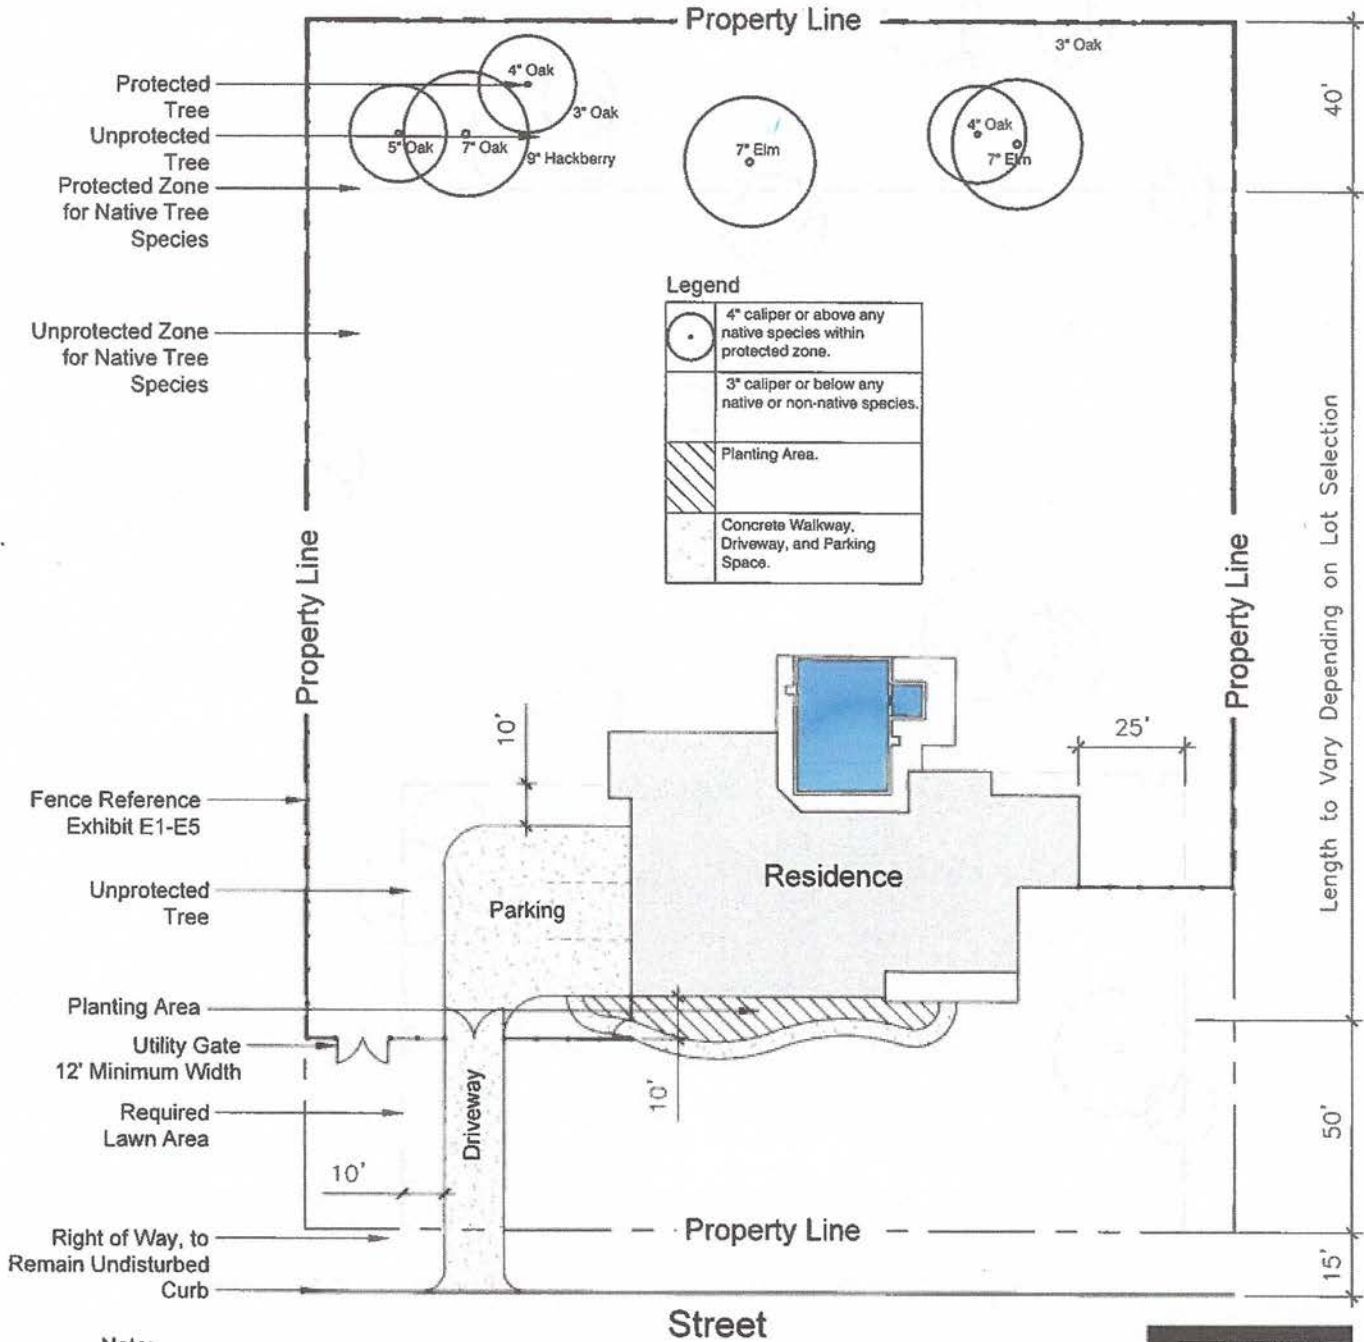 Property Line
3" Oak
40'
4" Oak
Protected
Tree
3" Oak
Unprotected
Tree
5" Oak
7" Oak
9" Hackberry
7" Elm
4" Oak
7" Elm
Protected Zone
for Native Tree
Species
Legend
4" caliper or above any
native species within
protected zone.
3" caliper or below any
native or non-native species.
Planting Area.
Concrete Walkway,
Driveway, and Parking
Space.
Unprotected Zone
for Native Tree
Species
Property Line
Property Line
Length to Vary Depending on Lot Selection
10'
25'
Fence Reference
Exhibit E1-E5
Residence
Unprotected
Tree
Parking
Planting Area
Utility Gate
12' Minimum Width
10'
Driveway
50'
Required
Lawn Area
10'
Property Line
Right of Way, to
Remain Undisturbed
Curb
15'
Street